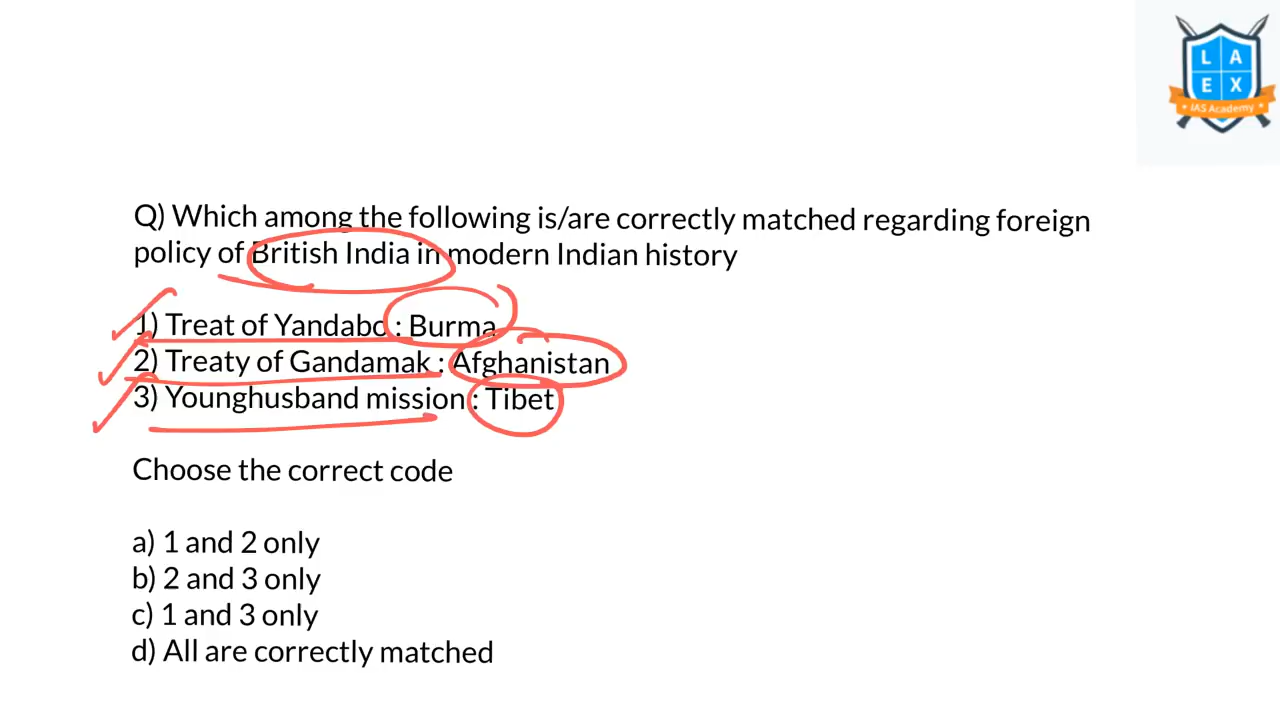 L A
E X
IAS Academy
Q) Which among the following is/are correctly matched regarding foreign
policy of British India in modern Indian history
1) Treat of Yandabo : Burma
2) Treaty of Gandamak : Afghanistan
3) Younghusband mission : Tibet
Choose the correct code
a) 1 and 2 only
b) 2 and 3 only
c) 1 and 3 only
d) All are correctly matched